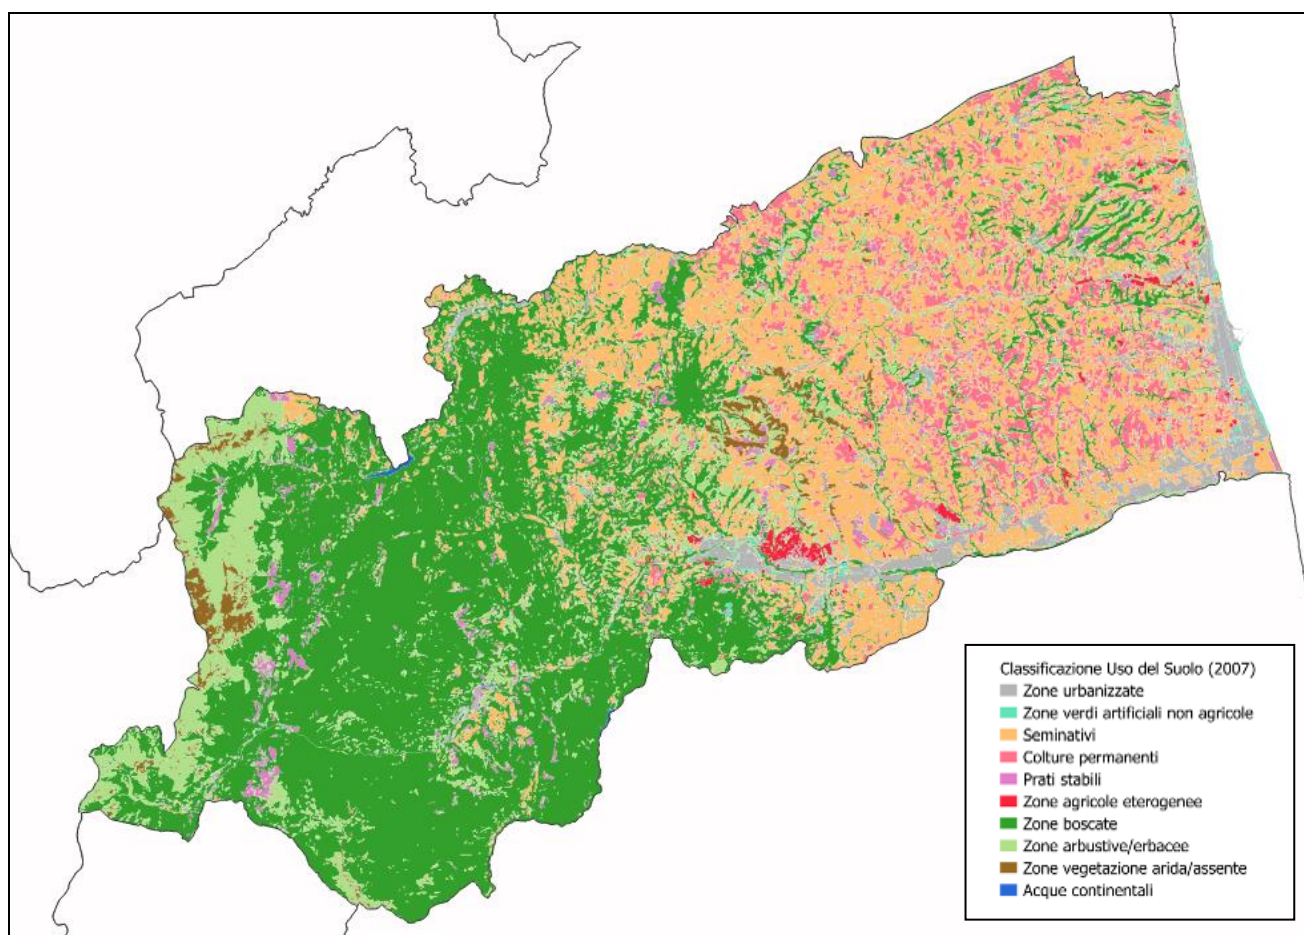 Classificazione Uso del Suolo (2007)
Zone urbanizzate
Zone verdi artificiali non agricole
Seminativi
Colture permanenti
Prati stabili
Zone agricole eterogenee
Zone boscate
Zone arbustive/erbacee
Zone vegetazione arida/assente
Acque continentali